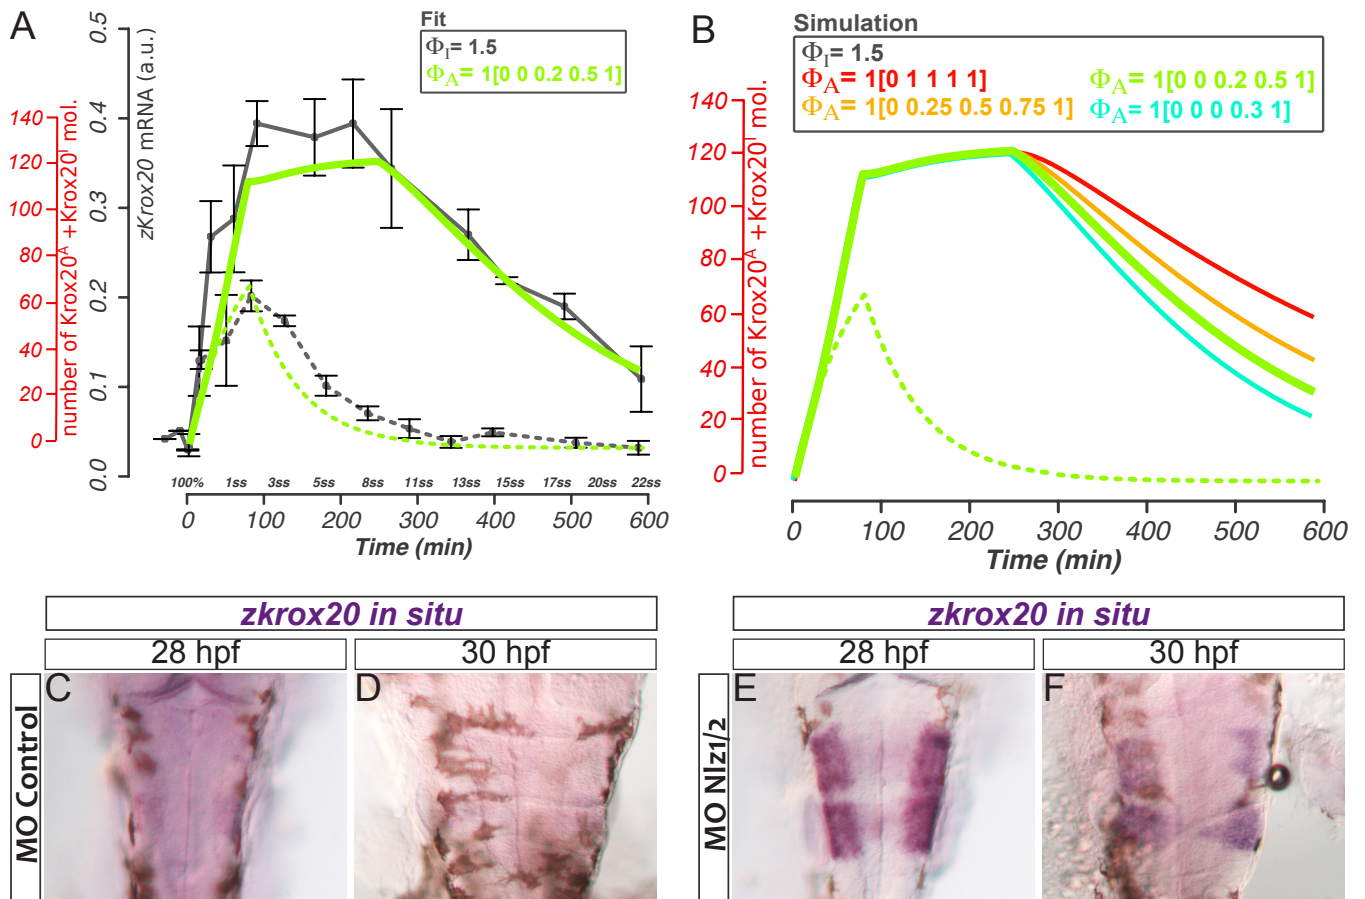 A
Fit
Φ_I= 1.5
Φ_A= 1[0 0 0.2 0.5 1]
number of Krox20^A +Krox20^I mol.
140
120
100
80
60
40
20
0
zKrox20 mRNA (a.u.)
0.5
0.4
0.3
0.2
0.1
0.0
100% 1ss 3ss 5ss 8ss 11ss 13ss 15ss 17ss 20ss 22ss
0 100 200 300 400 500 600
Time (min)
B
Simulation
Φ_I= 1.5
Φ_A= 1[0 1 1 1 1] Φ_A= 1[0 0 0.2 0.5 1]
Φ_A= 1[0 0.25 0.5 0.75 1] Φ_A= 1[0 0 0 0.3 1]
number of Krox20^A +Krox20^I mol.
140
120
100
80
60
40
20
0
0 100 200 300 400 500 600
Time (min)
zkrox20 in situ
28 hpf 30 hpf
MO Control
C
D
zkrox20 in situ
28 hpf 30 hpf
MO Nlz1/2
E
F